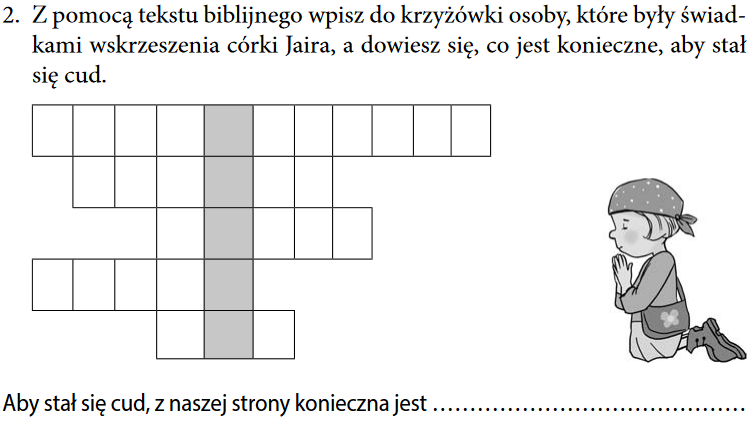 2. Z pomocą tekstu biblijnego wpisz do krzyżówki osoby, które były świad-
kami wskrzeszenia córki Jaira, a dowiesz się, co jest konieczne, aby stał
się cud.
Aby stał się cud, z naszej strony konieczna jest ..........................................